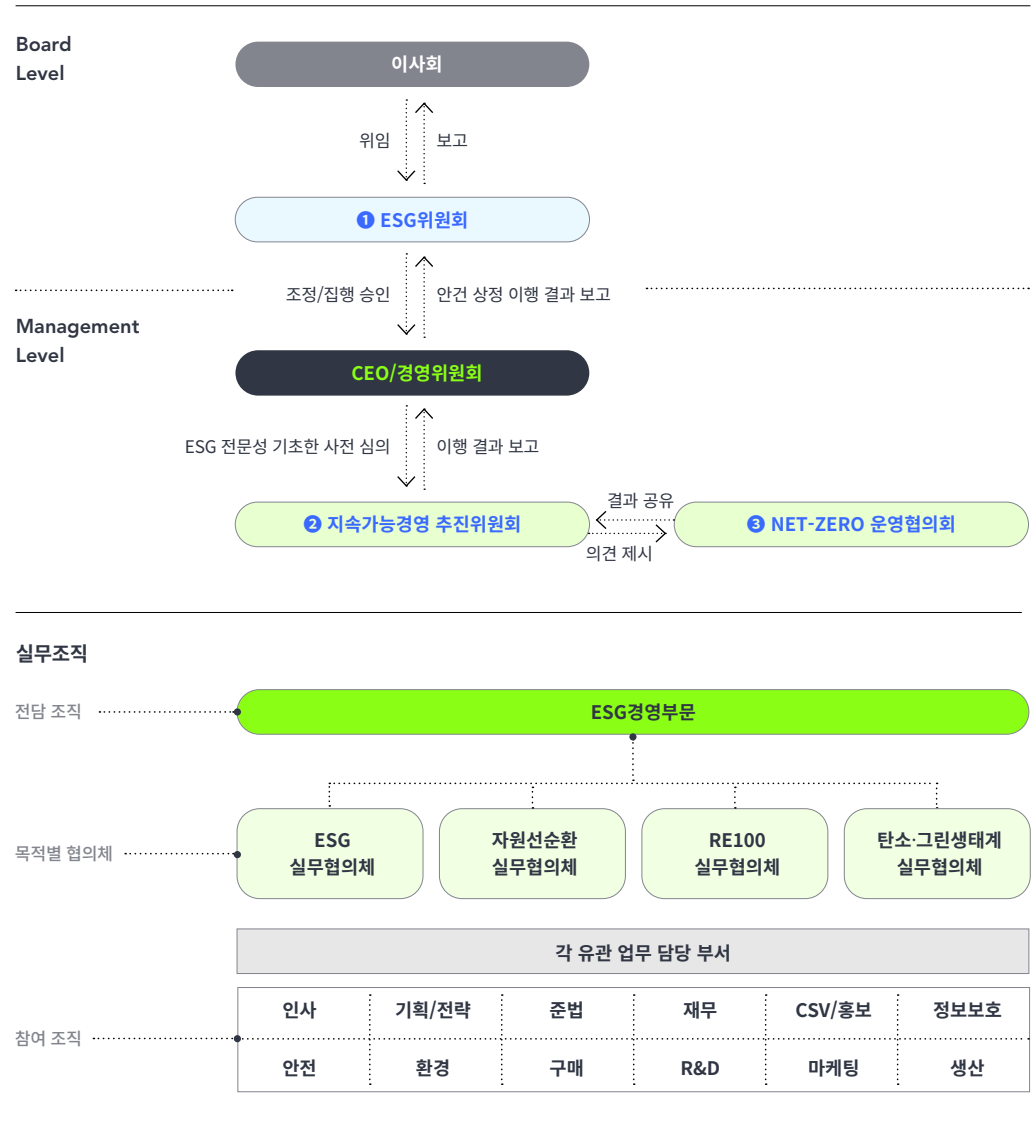 Board
Level
이사회
위임
보고
❶ ESG위원회
조정/집행 승인
안건 상정 이행 결과 보고
Management
Level
CEO/경영위원회
ESG 전문성 기초한 사전 심의
이행 결과 보고
❷ 지속가능경영 추진위원회
결과 공유
의견 제시
❸ NET-ZERO 운영협의회
실무조직
전담 조직
ESG경영부문
목적별 협의체
ESG
실무협의체
자원선순환
실무협의체
RE100
실무협의체
탄소·그린생태계
실무협의체
각 유관 업무 담당 부서
참여 조직
인사
기획/전략
준법
재무
CSV/홍보
정보보호
안전
환경
구매
R&D
마케팅
생산